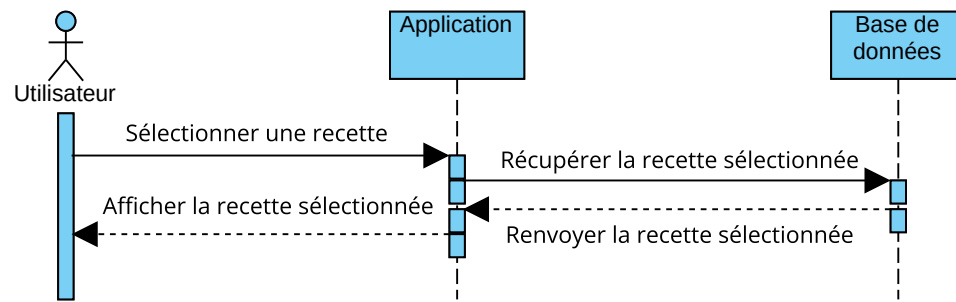 Application
Base de
données
Utilisateur
Sélectionner une recette
Récupérer la recette sélectionnée
Afficher la recette sélectionnée
Renvoyer la recette sélectionnée